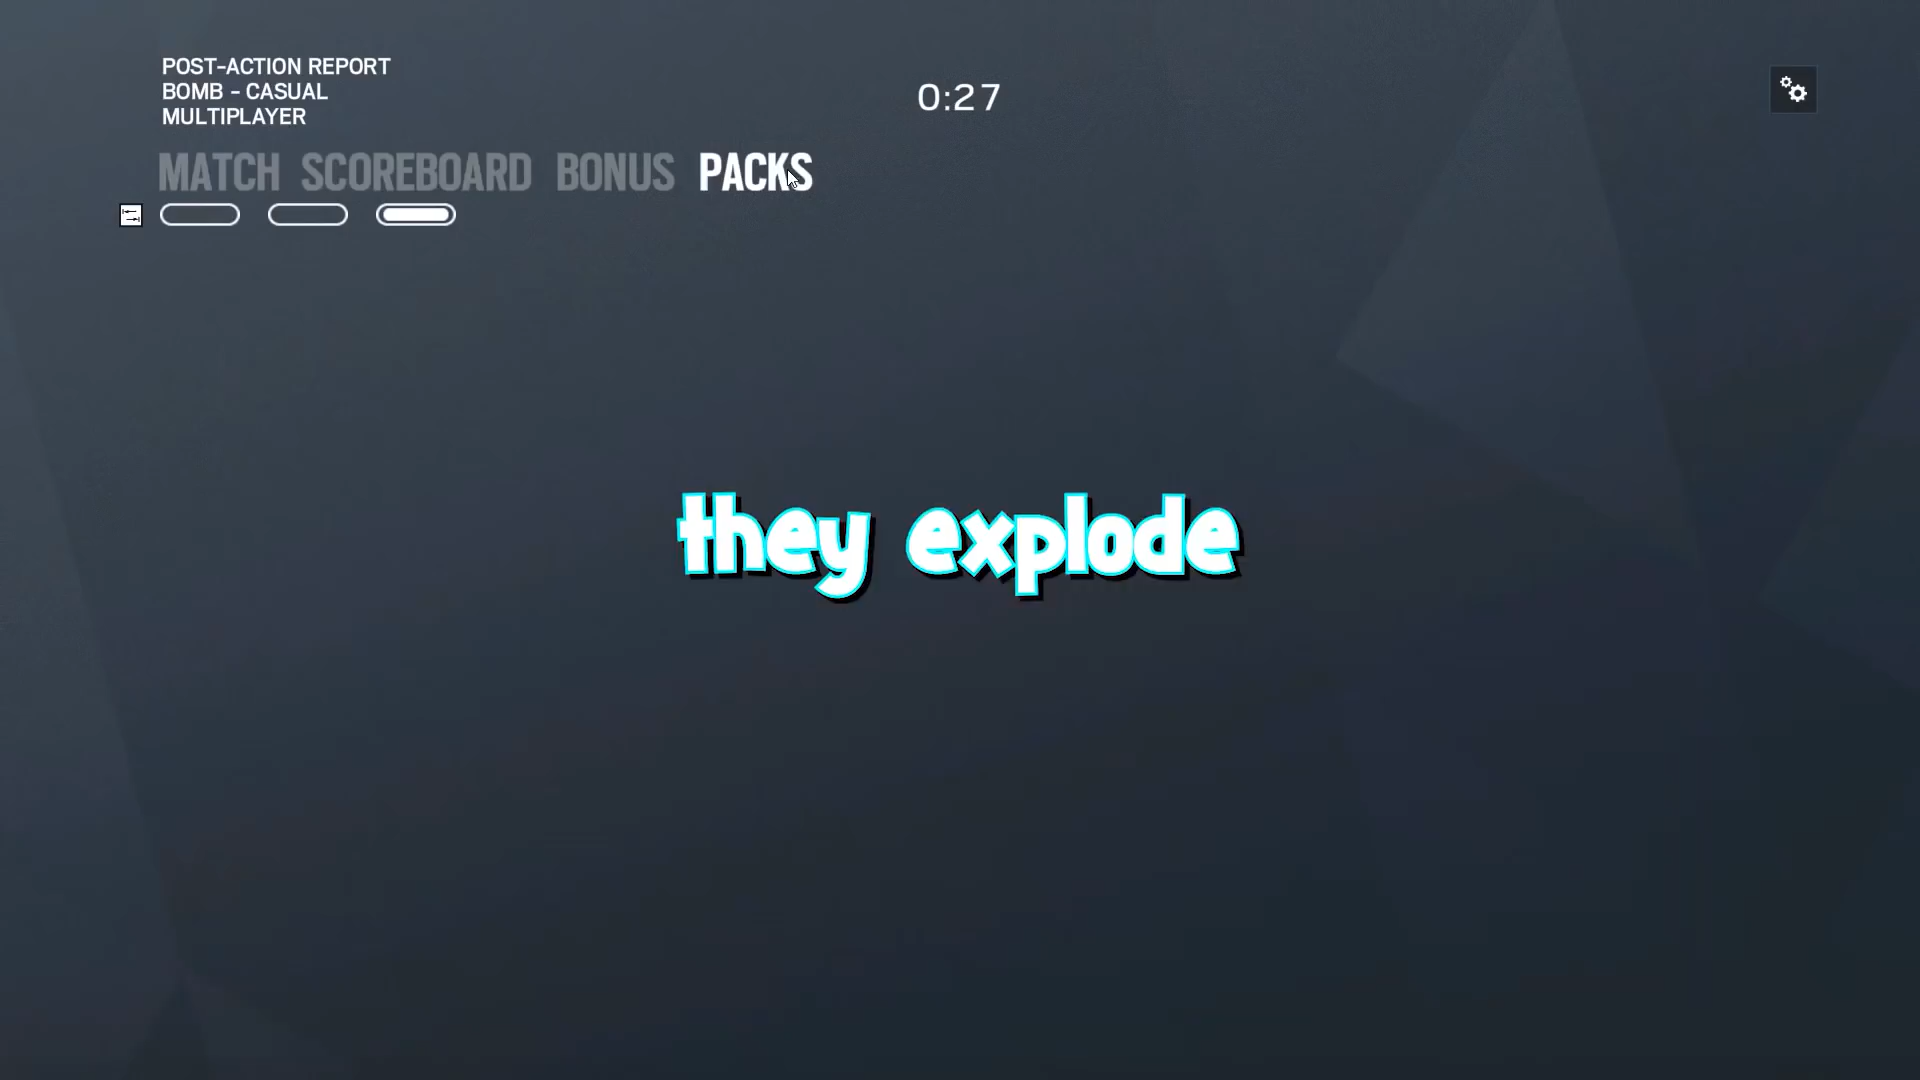 POST-ACTION REPORT
BOMB - CASUAL
MULTIPLAYER
0:27
MATCH SCOREBOARD BONUS PACKS
they explode